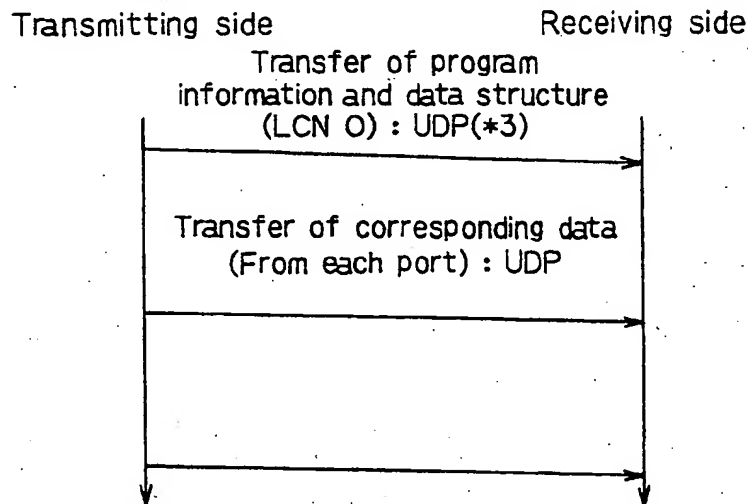 Transmitting side
Receiving side
Transfer of program
information and data structure
(LCN 0) : UDP(*3)
Transfer of corresponding data
(From each port) : UDP